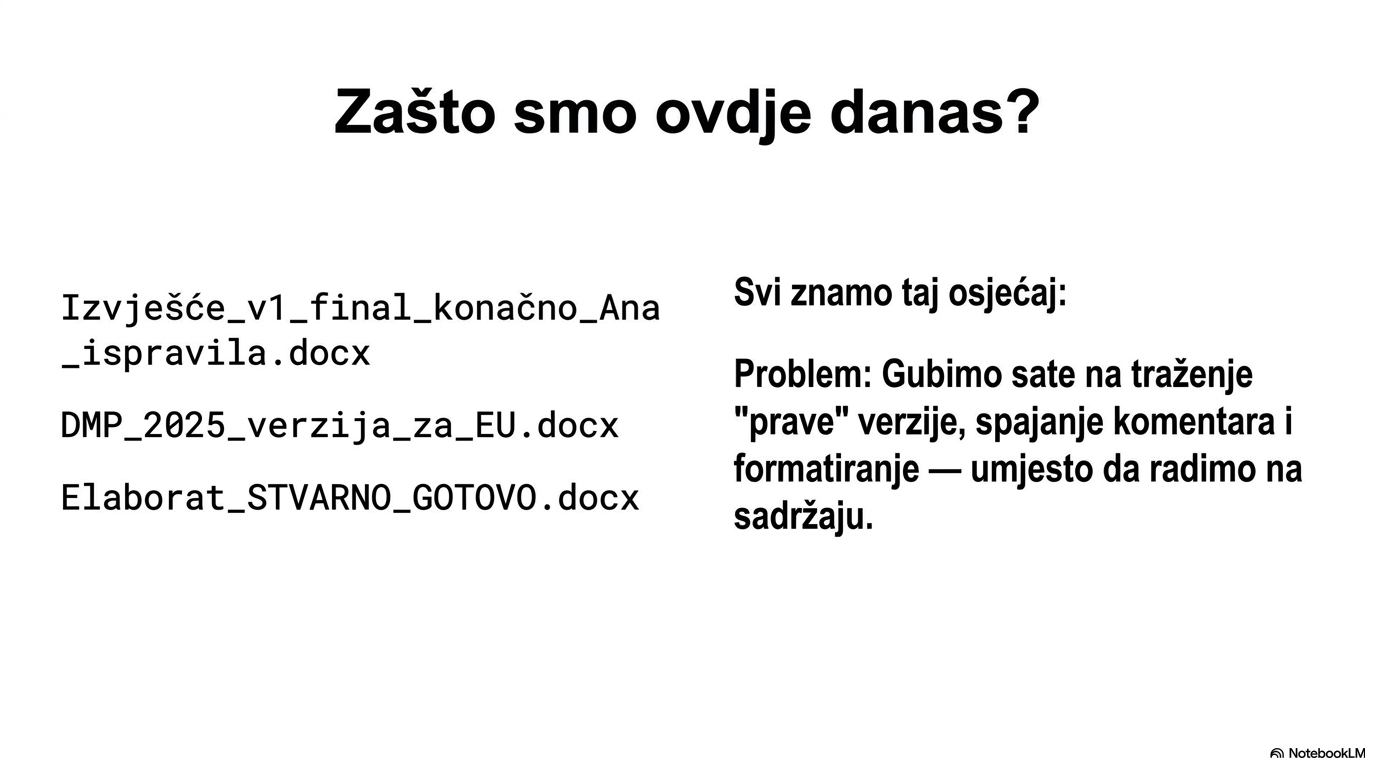 Zašto smo ovdje danas?
Izvješće_v1_final_konačno_Ana
_ispravila.docx
DMP_2025_verzija_za_EU.docx
Elaborat_STVARNO_GOTOVO.docx
Svi znamo taj osjećaj:
Problem: Gubimo sate na traženje
"prave" verzije, spajanje komentara i
formatiranje — umjesto da radimo na
sadržaju.
NotebookLM